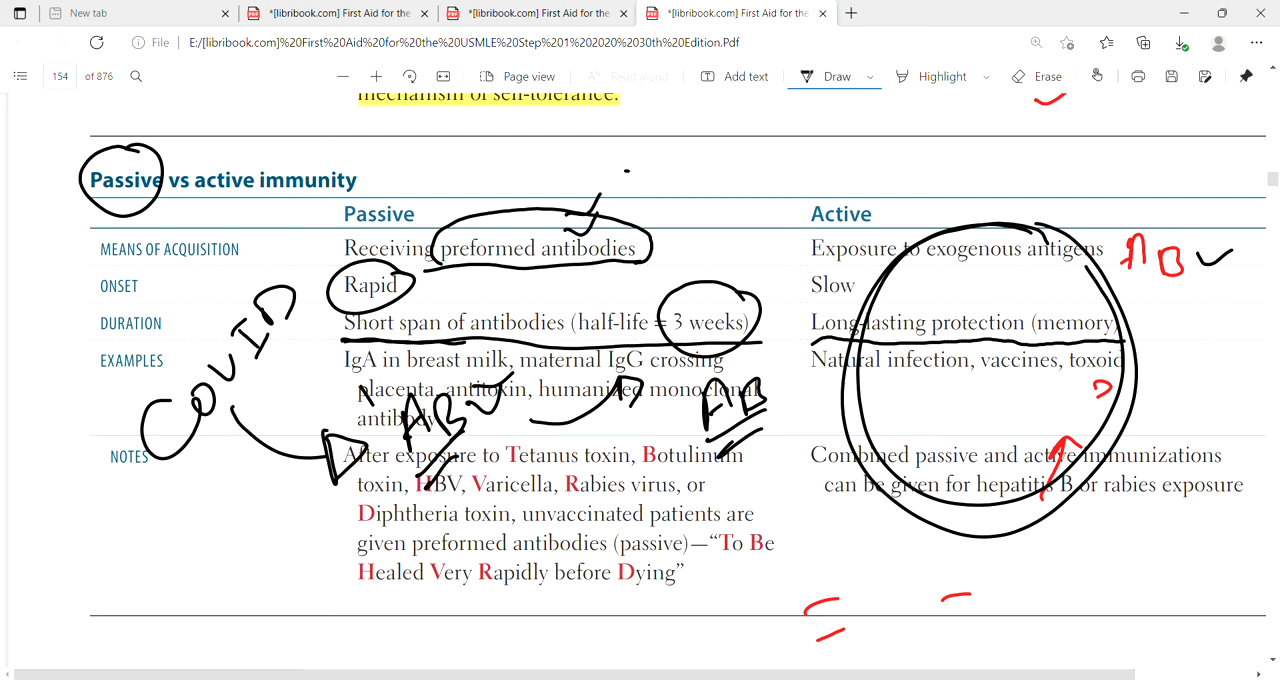 New tab
*[libribook.com] First Aid for the
*[libribook.com] First Aid for the
*[libribook.com] First Aid for the
File E:/[libribook.com]%20First%20Aid%20for%20the%20USMLE%20Step%201%202020%2030th%20Edition.Pdf
154 of 876 Page view Read aloud Add text Draw Highlight Erase
mechanism of self-tolerance.
Passive vs active immunity
Passive Active
MEANS OF ACQUISITION Receiving preformed antibodies Exposure to exogenous antigens AB
ONSET Rapid Slow
DURATION Short span of antibodies (half-life = 3 weeks) Long-lasting protection (memory)
EXAMPLES IgA in breast milk, maternal IgG crossing Natural infection, vaccines, toxoid
placenta, antitoxin, humanized monoclonal
antibody
COVID
AB
AB
NOTES After exposure to Tetanus toxin, Botulinum Combined passive and active immunizations
toxin, HBV, Varicella, Rabies virus, or can be given for hepatitis B or rabies exposure
Diphtheria toxin, unvaccinated patients are
given preformed antibodies (passive)—“To Be
Healed Very Rapidly before Dying”